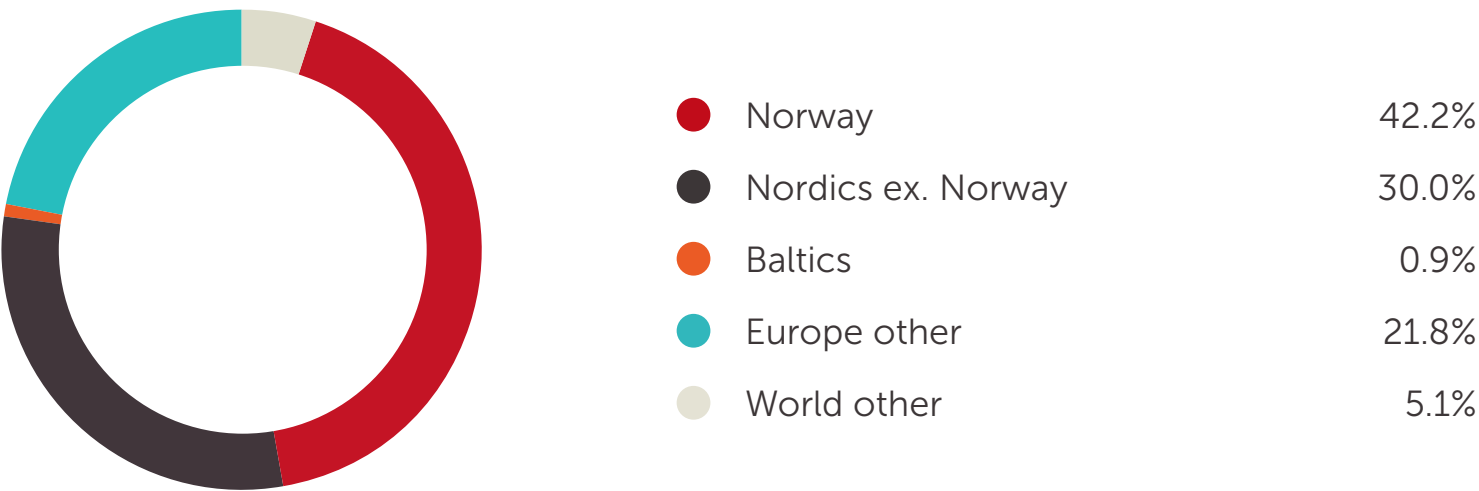 Norway 42.2%
Nordics ex. Norway 30.0%
Baltics 0.9%
Europe other 21.8%
World other 5.1%